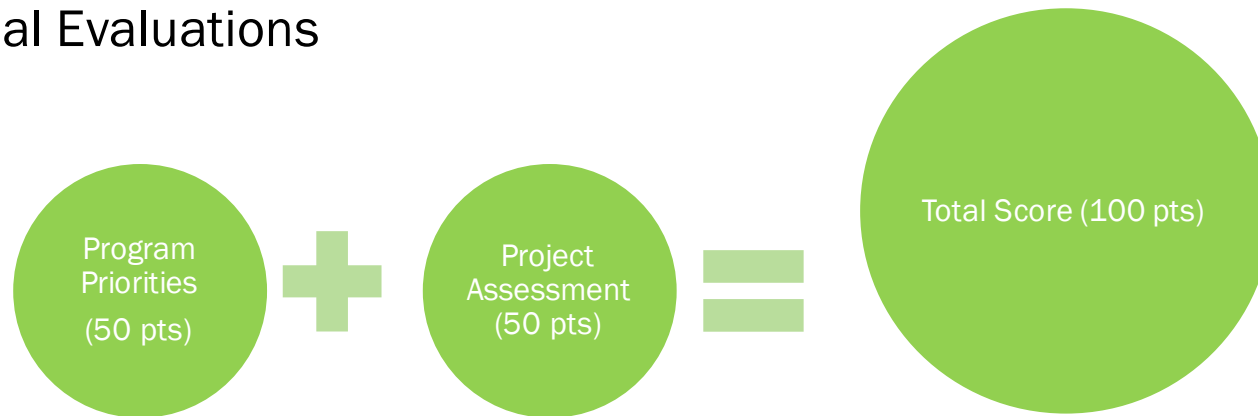 al Evaluations
Program
Priorities
(50 pts)
Project
Assessment
(50 pts)
Total Score (100 pts)